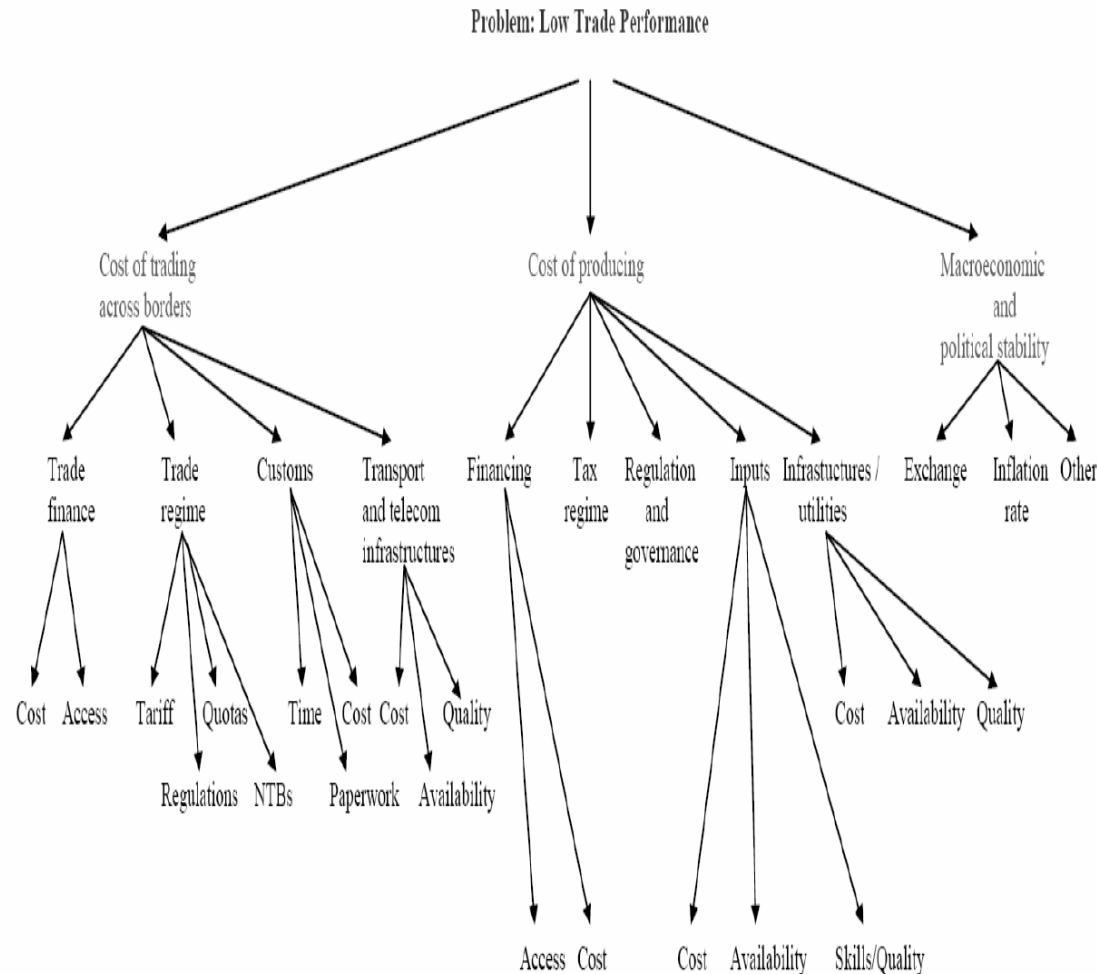 Problem: Low Trade Performance
Cost of trading
across borders
Cost of producing
Macroeconomic
and
political stability
Trade
finance
Trade
regime
Customs
Transport
and telecom
infrastructures
Financing
Tax
regime
Regulation
and
governance
Inputs
Infrastuctures /
utilities
Exchange
Inflation
rate
Other
Cost
Access
Tariff
Quotas
Time
Cost
Cost
Quality
Cost
Availability
Quality
Regulations
NTBs
Paperwork
Availability
Access
Cost
Cost
Availability
Skills/Quality